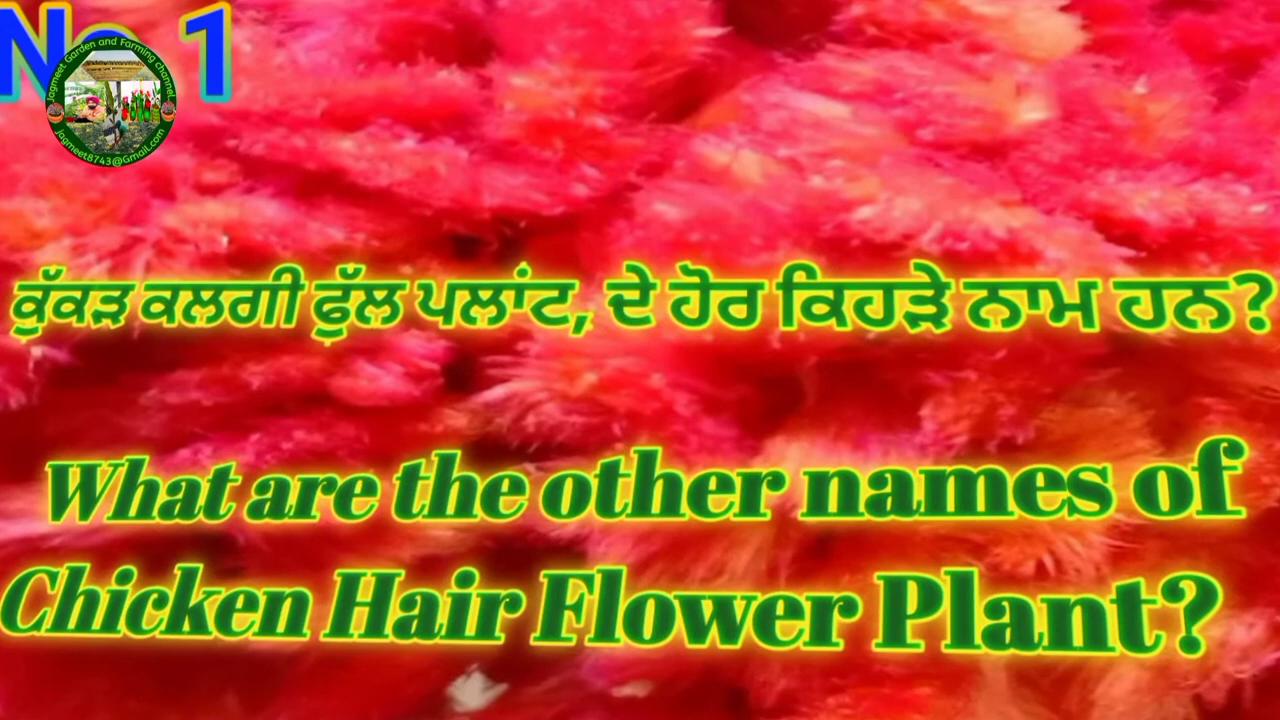 No 1
Jagmeet Garden and Farming channel
jagmeet8743@Gmail.com
ਕੁੱਕੜ ਕਲਗੀ ਫੁੱਲ ਪਲਾਂਟ, ਦੇ ਹੋਰ ਕਿਹੜੇ ਨਾਮ ਹਨ?
What are the other names of
Chicken Hair Flower Plant?